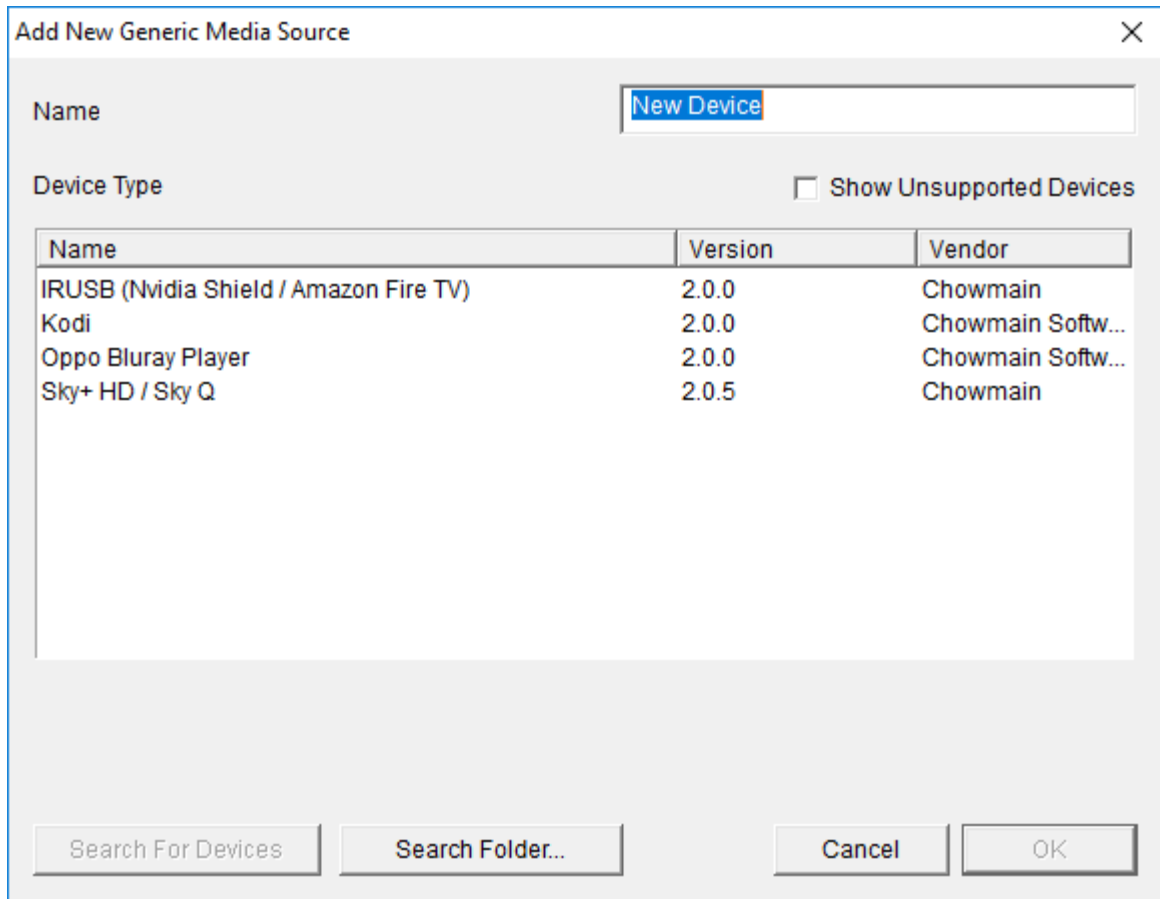 Add New Generic Media Source
Name New Device
Device Type Show Unsupported Devices
Name Version Vendor
IRUSB (Nvidia Shield / Amazon Fire TV) 2.0.0 Chowmain
Kodi 2.0.0 Chowmain Softw...
Oppo Bluray Player 2.0.0 Chowmain Softw...
Sky+ HD / Sky Q 2.0.5 Chowmain
Search For Devices Search Folder... Cancel OK